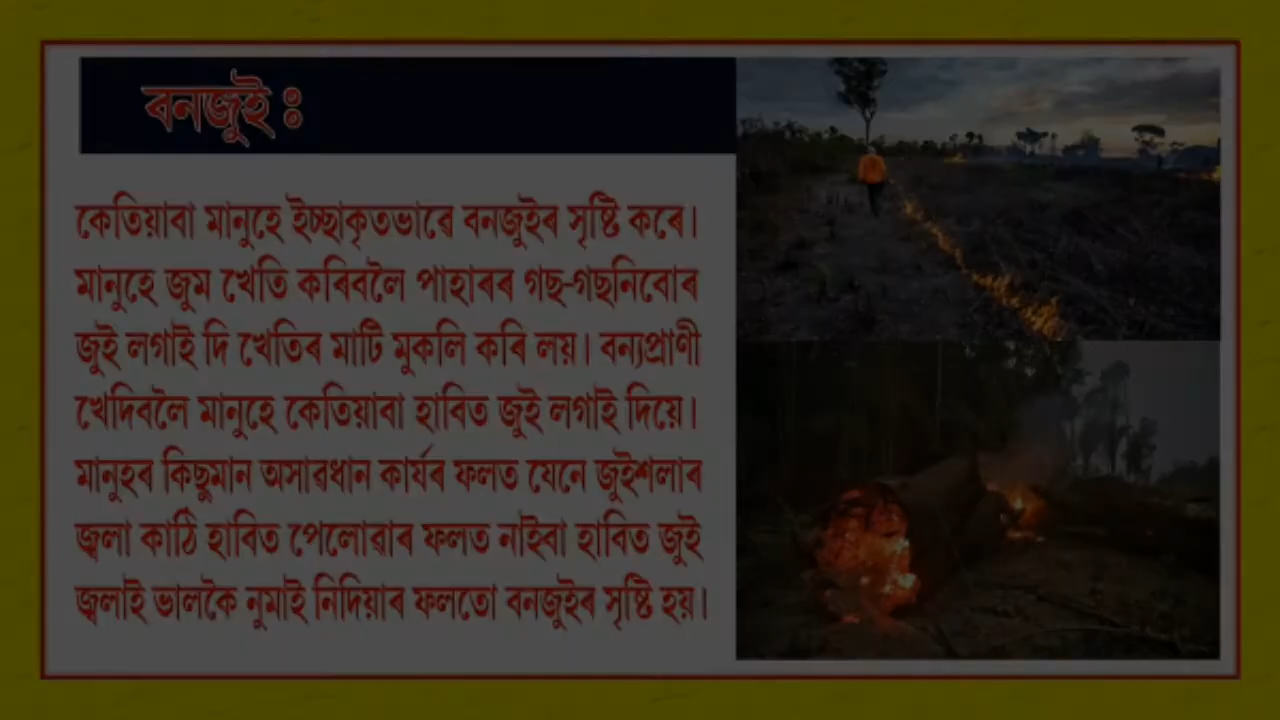 বনজুই ঃ
কেতিয়াবা মানুহে ইচ্ছাকৃতভাৱে বনজুইৰ সৃষ্টি কৰে।
মানুহে জুম খেতি কৰিবলৈ পাহাৰৰ গছ-গছনিবোৰ
জুই লগাই দি খেতিৰ মাটি মুকলি কৰি লয়। বন্যপ্ৰাণী
খেদিবলৈ মানুহে কেতিয়াবা হাবিত জুই লগাই দিয়ে।
মানুহৰ কিছুমান অসাৱধান কাৰ্যৰ ফলত যেনে জুইশলাৰ
জ্বলা কাঠি হাবিত পেলোৱাৰ ফলত নাইবা হাবিত জুই
জ্বলাই ভালকৈ নুমাই নিদিয়াৰ ফলতো বনজুইৰ সৃষ্টি হয়।